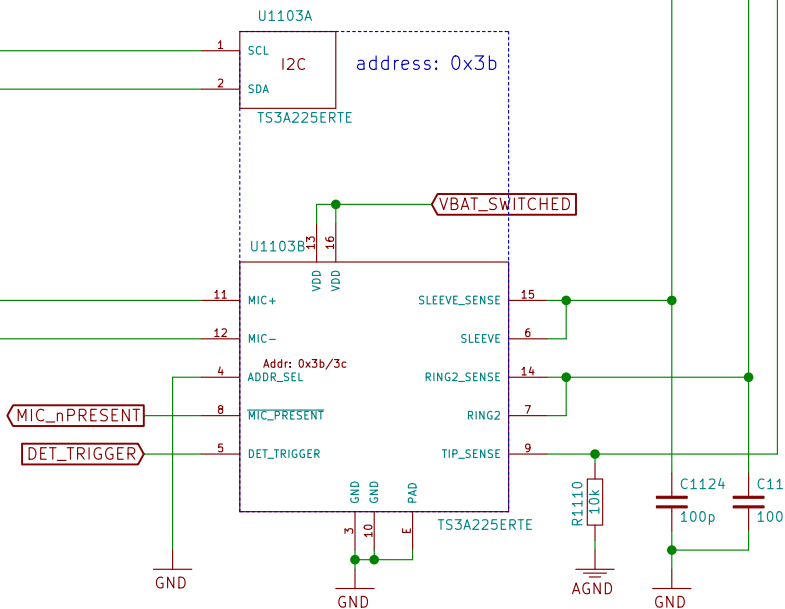 U1103A
1
SCL
I2C
address: 0x3b
2
SDA
TS3A225ERTE
VBAT_SWITCHED
U1103B
13
16
VDD
VDD
11
MIC+
SLEEVE_SENSE
15
12
MIC-
SLEEVE
6
Addr: 0x3b/3c
4
ADDR_SEL
RING2_SENSE
14
MIC_nPRESENT
8
MIC_PRESENT
RING2
7
DET_TRIGGER
5
DET_TRIGGER
TIP_SENSE
9
GND
GND
PAD
3
10
E
TS3A225ERTE
R1110
10k
C1124
100p
C11
100
GND
GND
AGND
GND